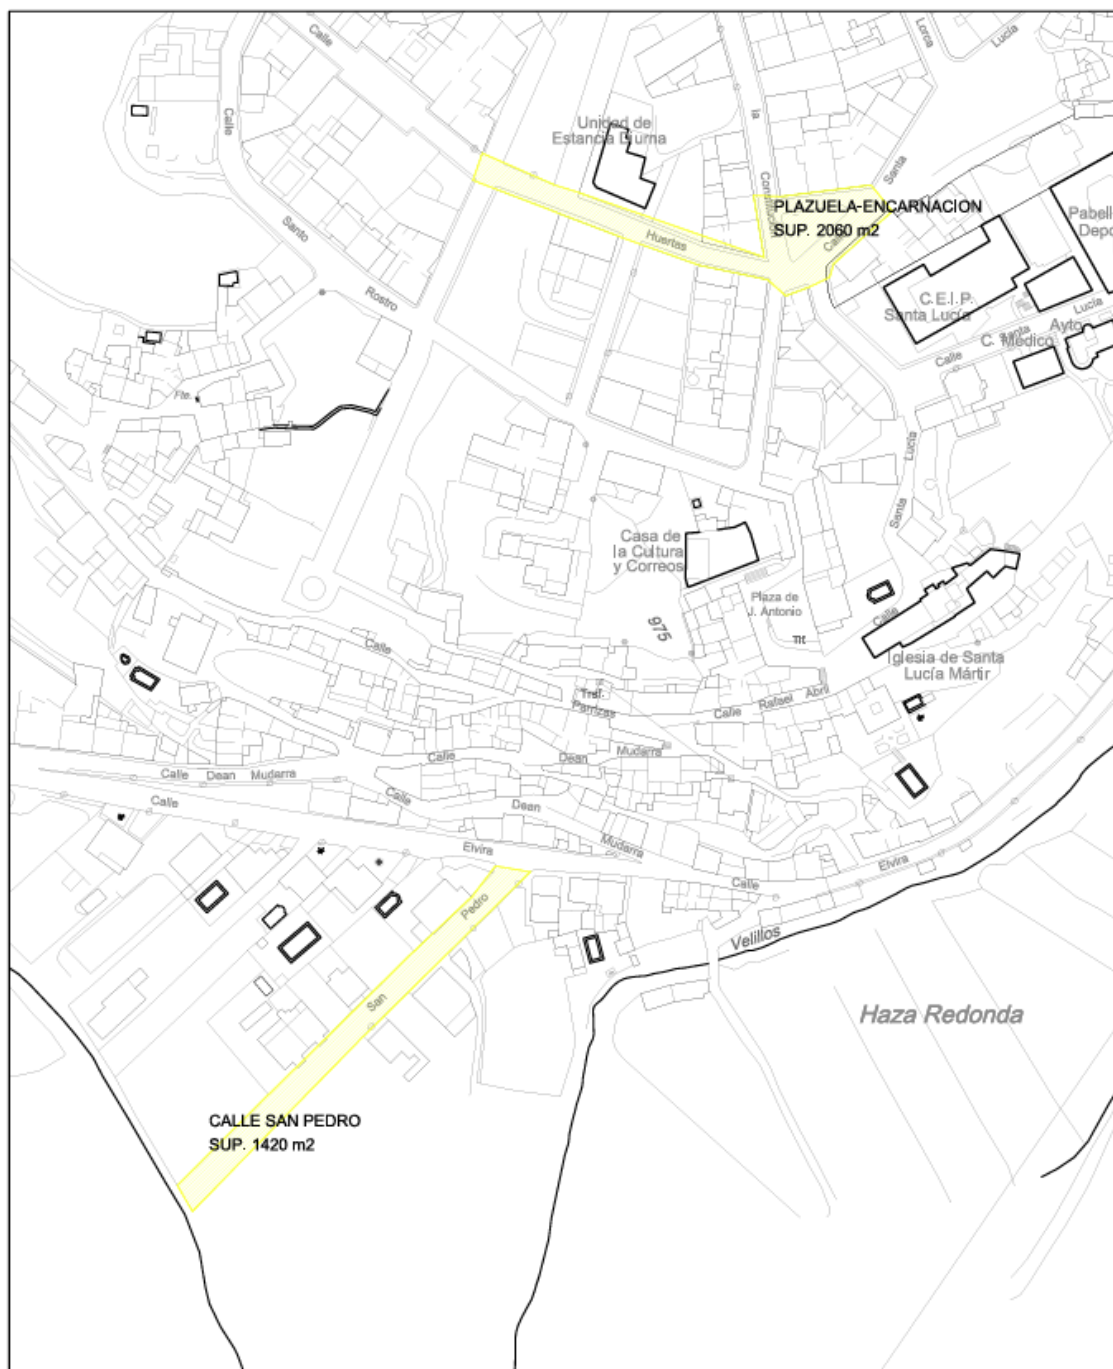 Calle
Lorca
Lucía
la
Calle
Unidad de
Estancia Diurna
Santa
Constitución
PLAZUELA-ENCARNACION
SUP. 2060 m2
Calle
Huertas
Santo
Rostro
C.E.I.P.
Santa Lucía
Lucía
Santa
Calle
Ayto
C. Médico
Fte.
Lucía
Santa
Casa de
la Cultura
y Correos
Plaza de
J. Antonio
975
Calle
Calle
Iglesia de Santa
Lucía Mártir
Parrizas
Calle
Rafael
Abril
Calle
Dean
Mudarra
Calle
Dean
Mudarra
Calle
Calle
Dean
Mudarra
Elvira
Calle
Elvira
Pedro
San
Velillos
Haza Redonda
CALLE SAN PEDRO
SUP. 1420 m2